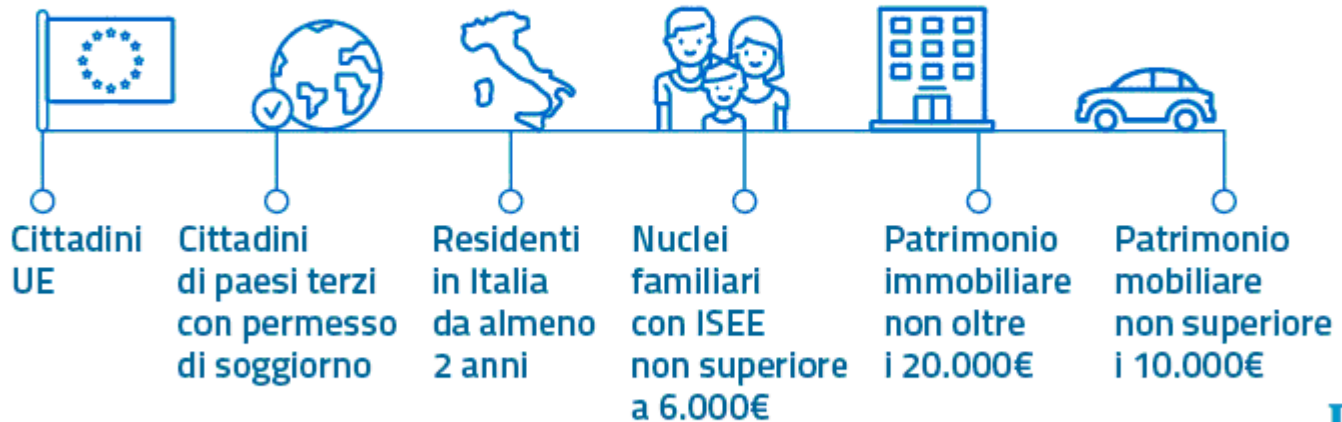 Cittadini
UE
Cittadini
di paesi terzi
con permesso
di soggiorno
Residenti
in Italia
da almeno
2 anni
Nuclei
familiari
con ISEE
non superiore
a 6.000€
Patrimonio
immobiliare
non oltre
i 20.000€
Patrimonio
mobiliare
non superiore
i 10.000€